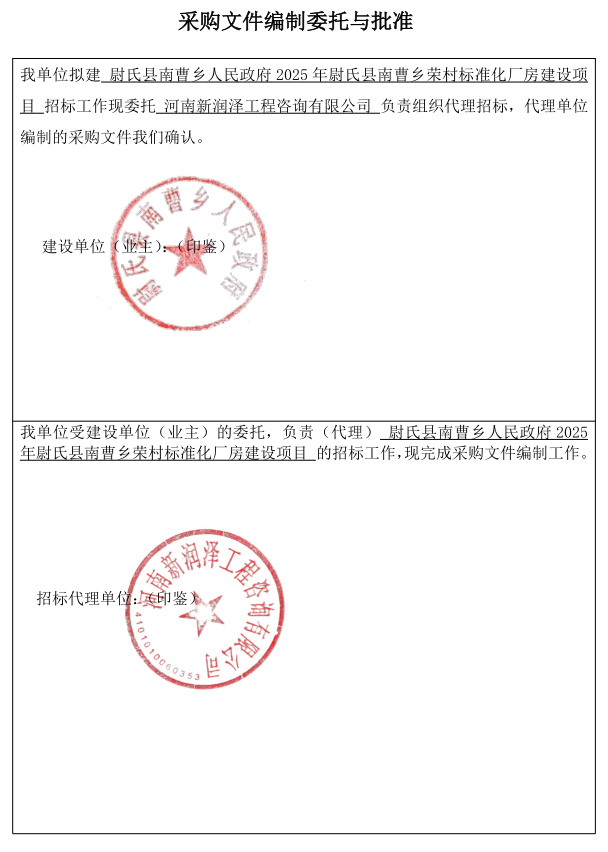 采购文件编制委托与批准
我单位拟建 尉氏县南曹乡人民政府 2025 年尉氏县南曹乡荣村标准化厂房建设项
目 招标工作现委托 河南新润泽工程咨询有限公司 负责组织代理招标，代理单位
编制的采购文件我们确认。
尉氏县南曹乡人民政府
建设单位（业主）：（印鉴）
我单位受建设单位（业主）的委托，负责（代理） 尉氏县南曹乡人民政府 2025
年尉氏县南曹乡荣村标准化厂房建设项目 的招标工作，现完成采购文件编制工作。
河南新润泽工程咨询有限公司
招标代理单位：（印鉴）
4101010060353